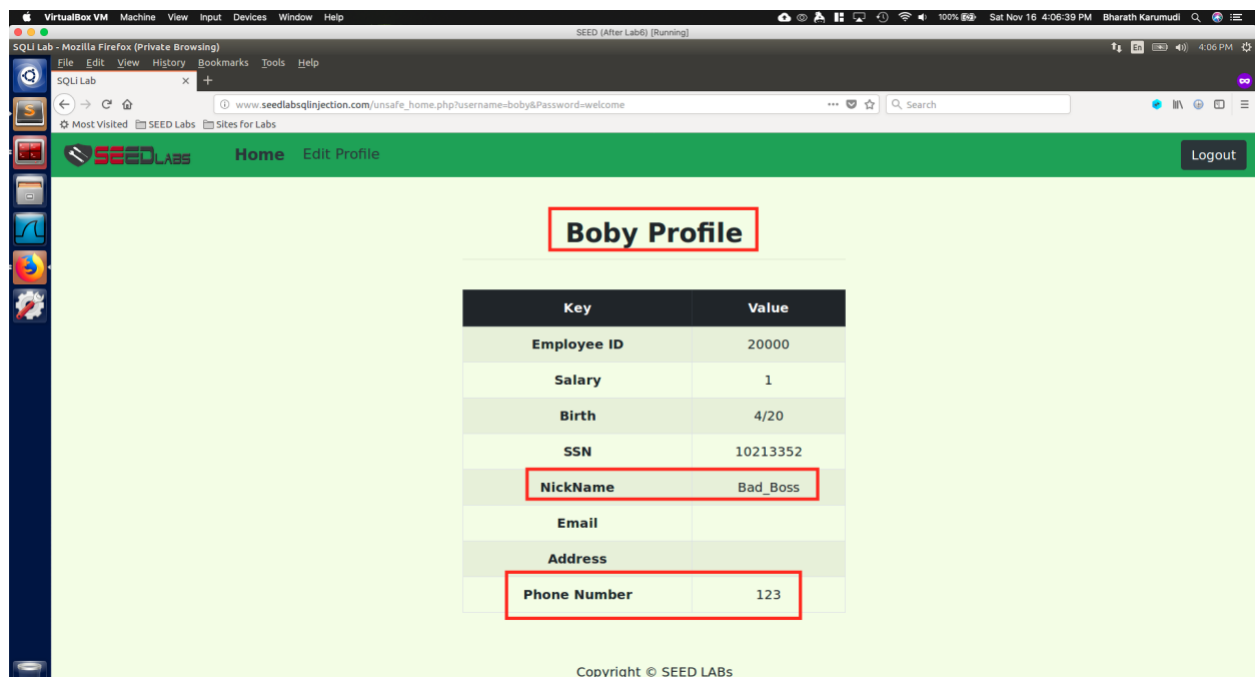 VirtualBox VM Machine View Input Devices Window Help 100% Sat Nov 16 4:06:39 PM Bharath Karumudi
SEED (After Lab6) [Running]
SQLi Lab - Mozilla Firefox (Private Browsing) En 4:06 PM
File Edit View History Bookmarks Tools Help
SQLi Lab
www.seedlabsqlinjection.com/unsafe_home.php?username=boby&Password=welcome Search
Most Visited SEED Labs Sites for Labs
SEEDLABS Home Edit Profile Logout
Boby Profile
Key Value
Employee ID 20000
Salary 1
Birth 4/20
SSN 10213352
NickName Bad_Boss
Email
Address
Phone Number 123
Copyright © SEED LABs